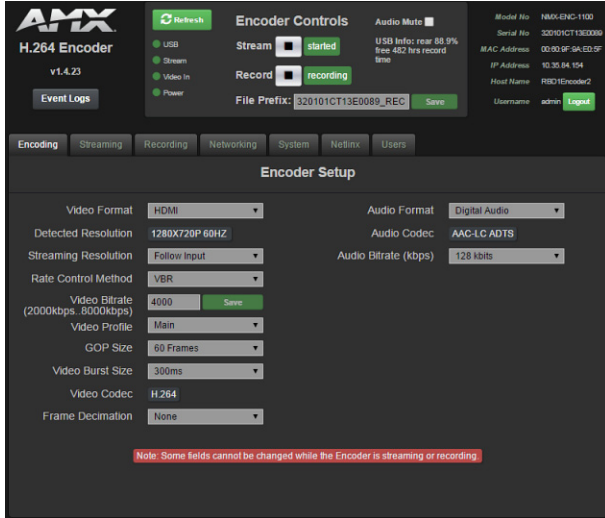 AMX
H.264 Encoder
v1.4.23
Event Logs
Refresh
USB
Stream
Video In
Power
Encoder Controls
Audio Mute
Stream started
USB Info: rear 88.9%
free 482 hrs record
time
Record recording
File Prefix: 320101CT13E0089_REC Save
Model No NMX-ENC-1100
Serial No 320101CT13E0089
MAC Address 00:60:9F:9A:ED:5F
IP Address 10.35.84.154
Host Name RBD1Encoder2
Username admin Logout
Encoding Streaming Recording Networking System Netlinx Users
Encoder Setup
Video Format HDMI
Detected Resolution 1280X720P 60HZ
Streaming Resolution Follow Input
Rate Control Method VBR
Video Bitrate
(2000kbps..8000kbps) 4000 Save
Video Profile Main
GOP Size 60 Frames
Video Burst Size 300ms
Video Codec H.264
Frame Decimation None
Audio Format Digital Audio
Audio Codec AAC-LC ADTS
Audio Bitrate (kbps) 128 kbits
Note: Some fields cannot be changed while the Encoder is streaming or recording.